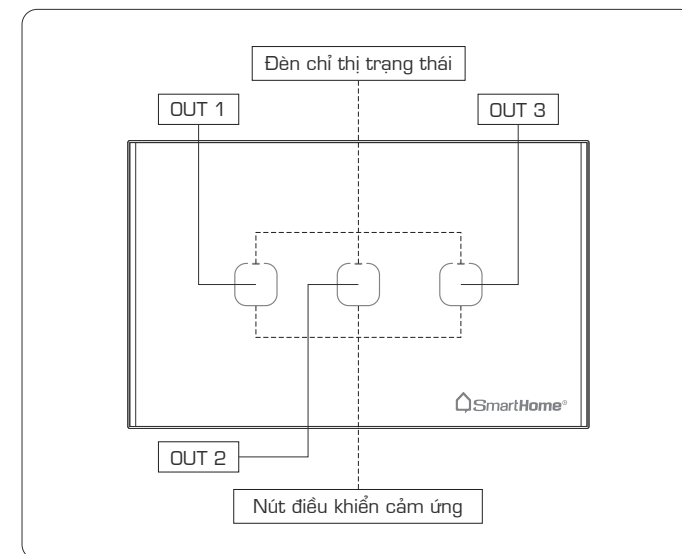 Đèn chỉ thị trạng thái
OUT 1
OUT 3
SmartHome®
OUT 2
Nút điều khiển cảm ứng